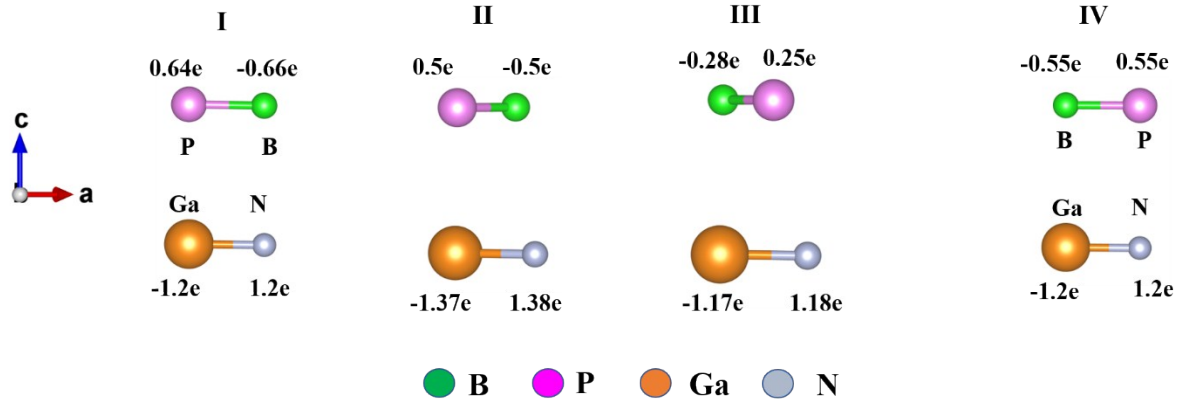 I II III IV
0.64e -0.66e 0.5e -0.5e -0.28e 0.25e -0.55e 0.55e
c
P B B P
a
Ga N Ga N
-1.2e 1.2e -1.37e 1.38e -1.17e 1.18e -1.2e 1.2e
B P Ga N